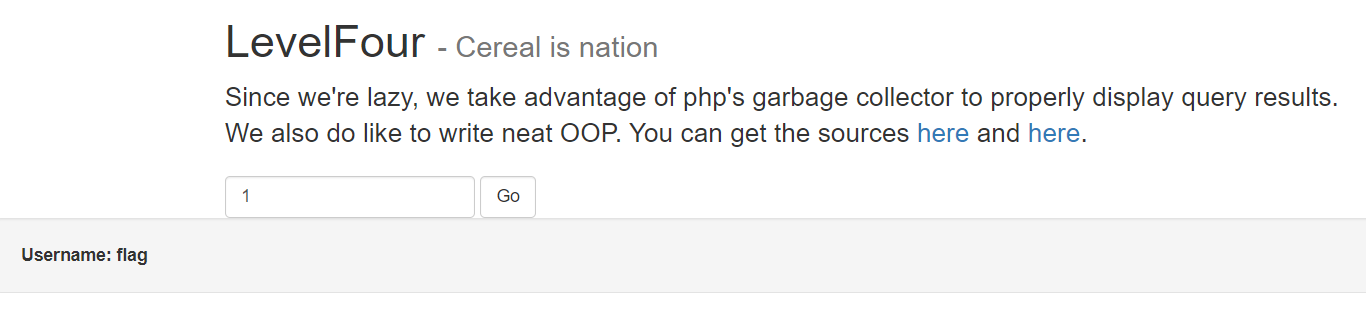 LevelFour - Cereal is nation
Since we're lazy, we take advantage of php's garbage collector to properly display query results.
We also do like to write neat OOP. You can get the sources here and here.
1 Go
Username: flag